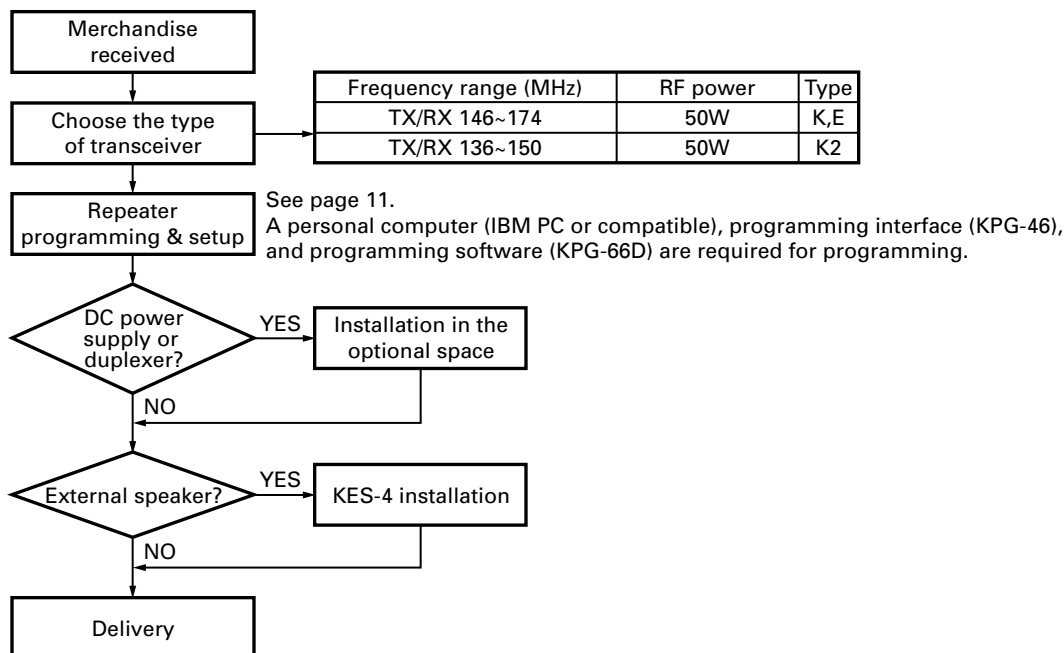 Merchandise
received
Choose the type
of transceiver
Frequency range (MHz) RF power Type
TX/RX 146~174 50W K,E
TX/RX 136~150 50W K2
Repeater
programming & setup
See page 11.
A personal computer (IBM PC or compatible), programming interface (KPG-46),
and programming software (KPG-66D) are required for programming.
DC power
supply or
duplexer?
YES
Installation in the
optional space
NO
External speaker?
YES
KES-4 installation
NO
Delivery